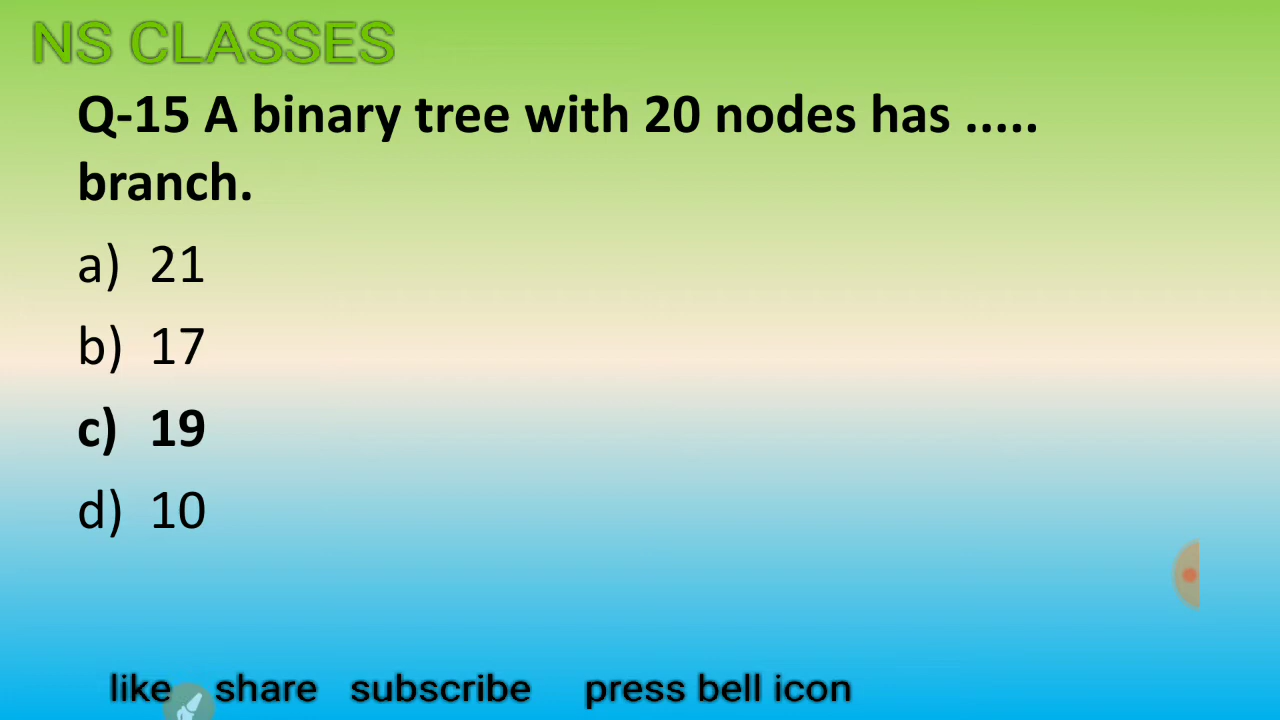 NS CLASSES
Q-15 A binary tree with 20 nodes has .....
branch.
a) 21
b) 17
c) 19
d) 10
like share subscribe press bell icon